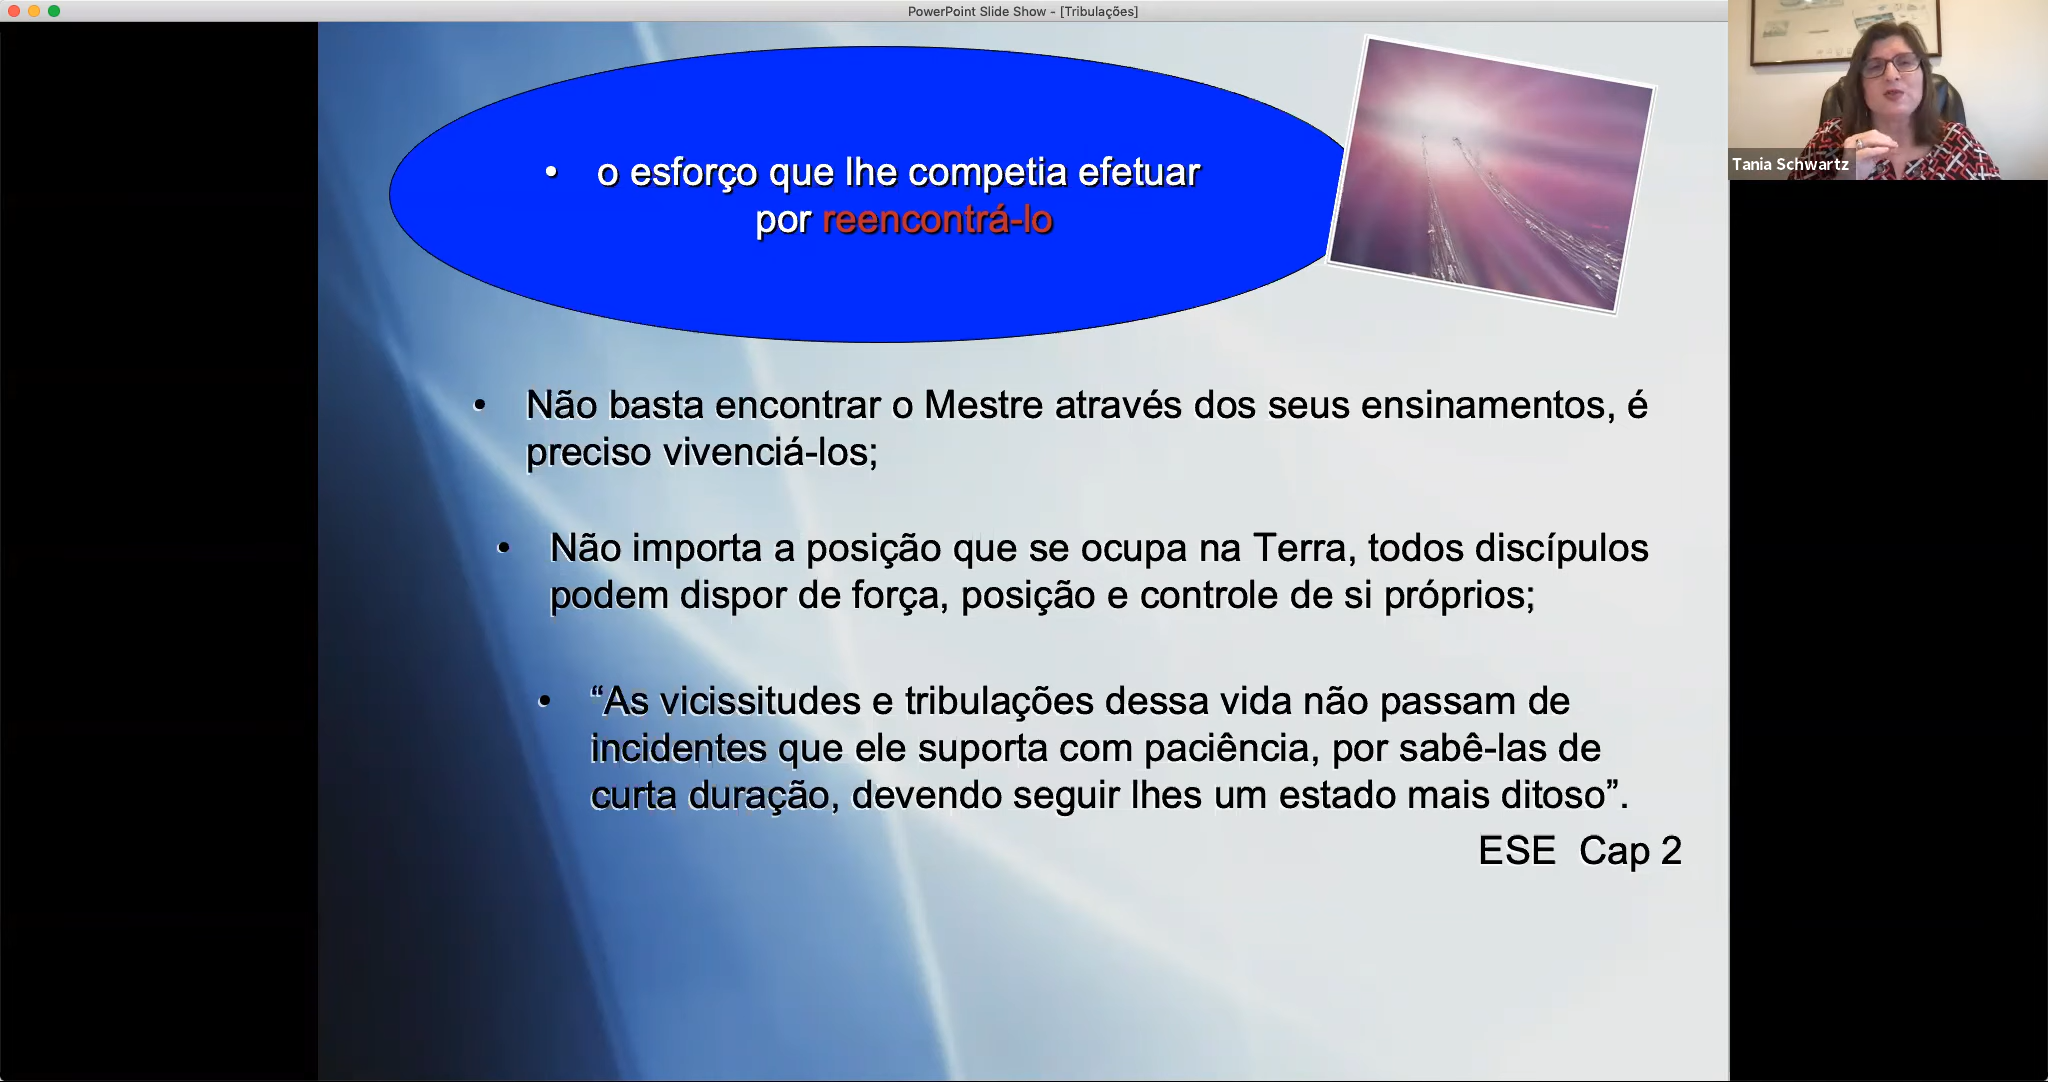 PowerPoint Slide Show - [Tribulações]
Tania Schwartz
• o esforço que lhe competia efetuar
por reencontrá-lo
• Não basta encontrar o Mestre através dos seus ensinamentos, é
preciso vivenciá-los;
• Não importa a posição que se ocupa na Terra, todos discípulos
podem dispor de força, posição e controle de si próprios;
• “As vicissitudes e tribulações dessa vida não passam de
incidentes que ele suporta com paciência, por sabê-las de
curta duração, devendo seguir lhes um estado mais ditoso”.
ESE  Cap 2